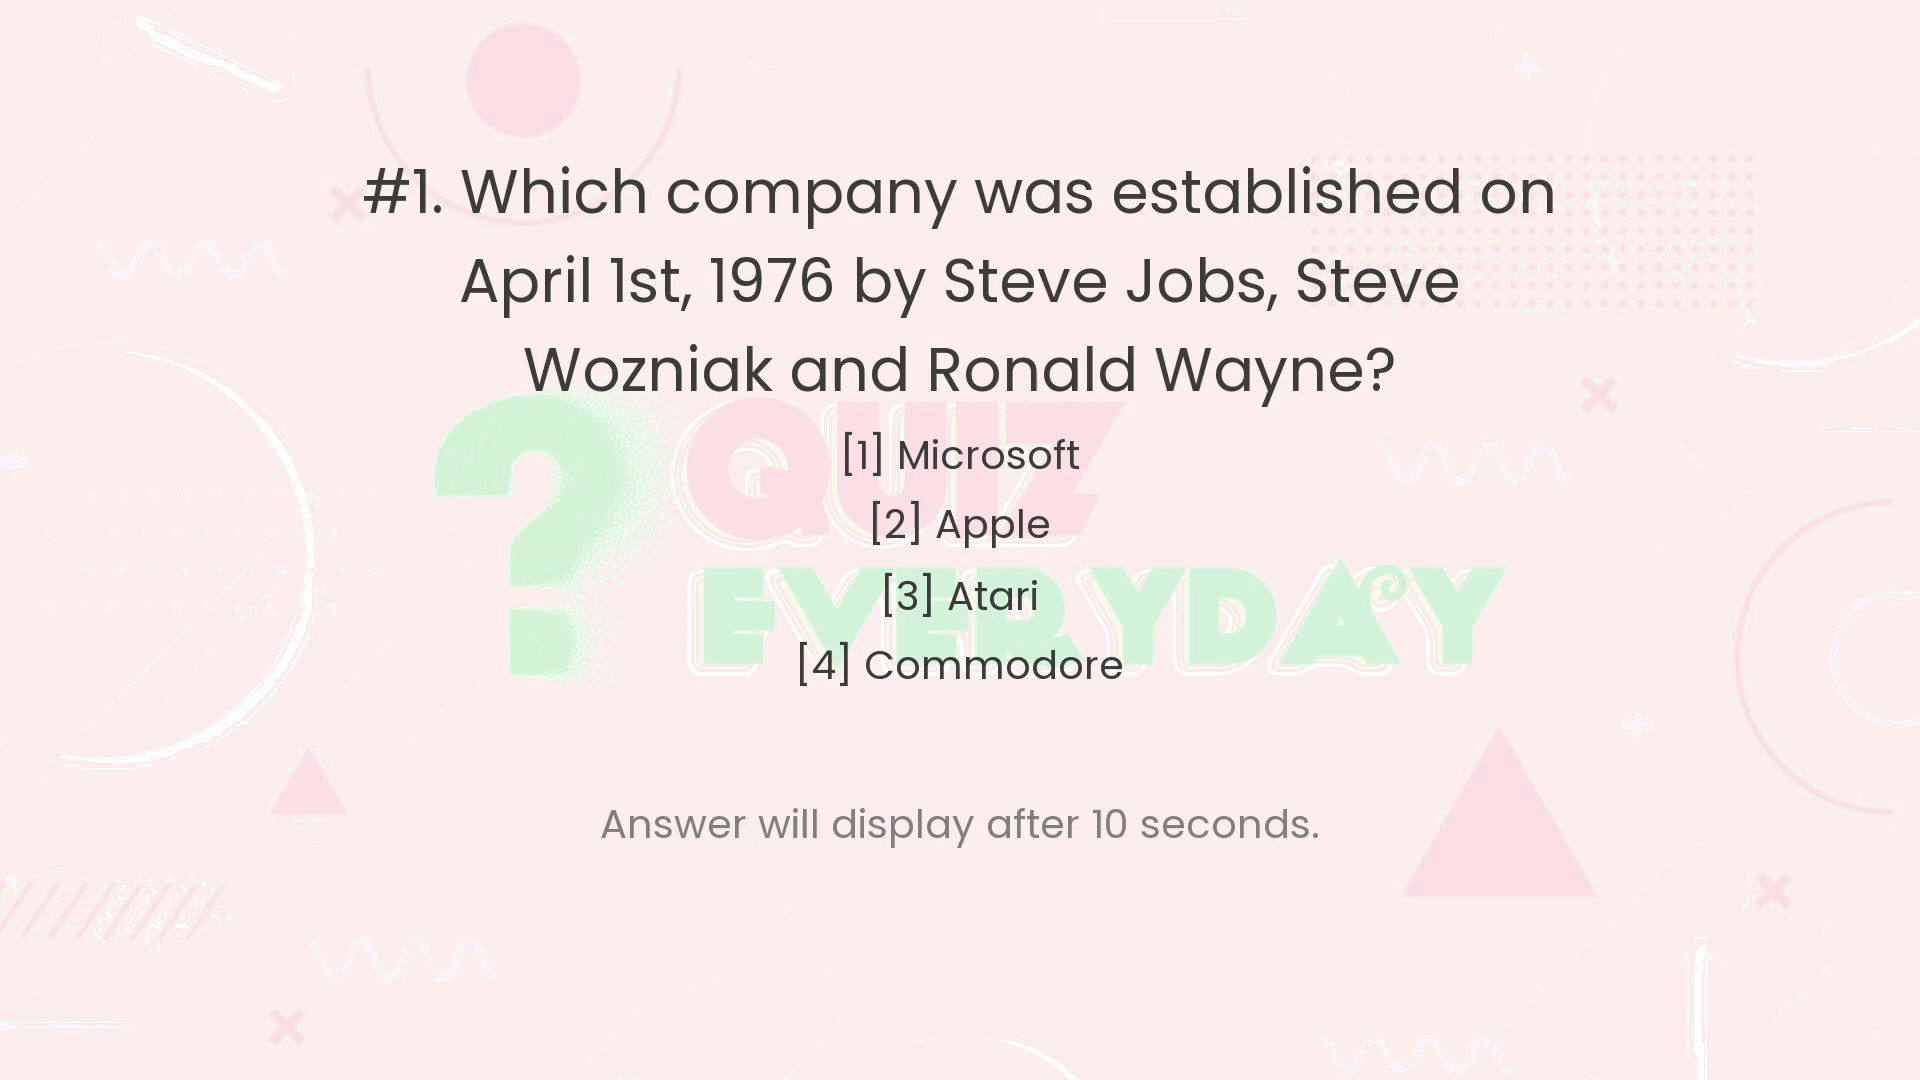 #1. Which company was established on
April 1st, 1976 by Steve Jobs, Steve
Wozniak and Ronald Wayne?
? QUIZ
EVERYDAY
[1] Microsoft
[2] Apple
[3] Atari
[4] Commodore
Answer will display after 10 seconds.